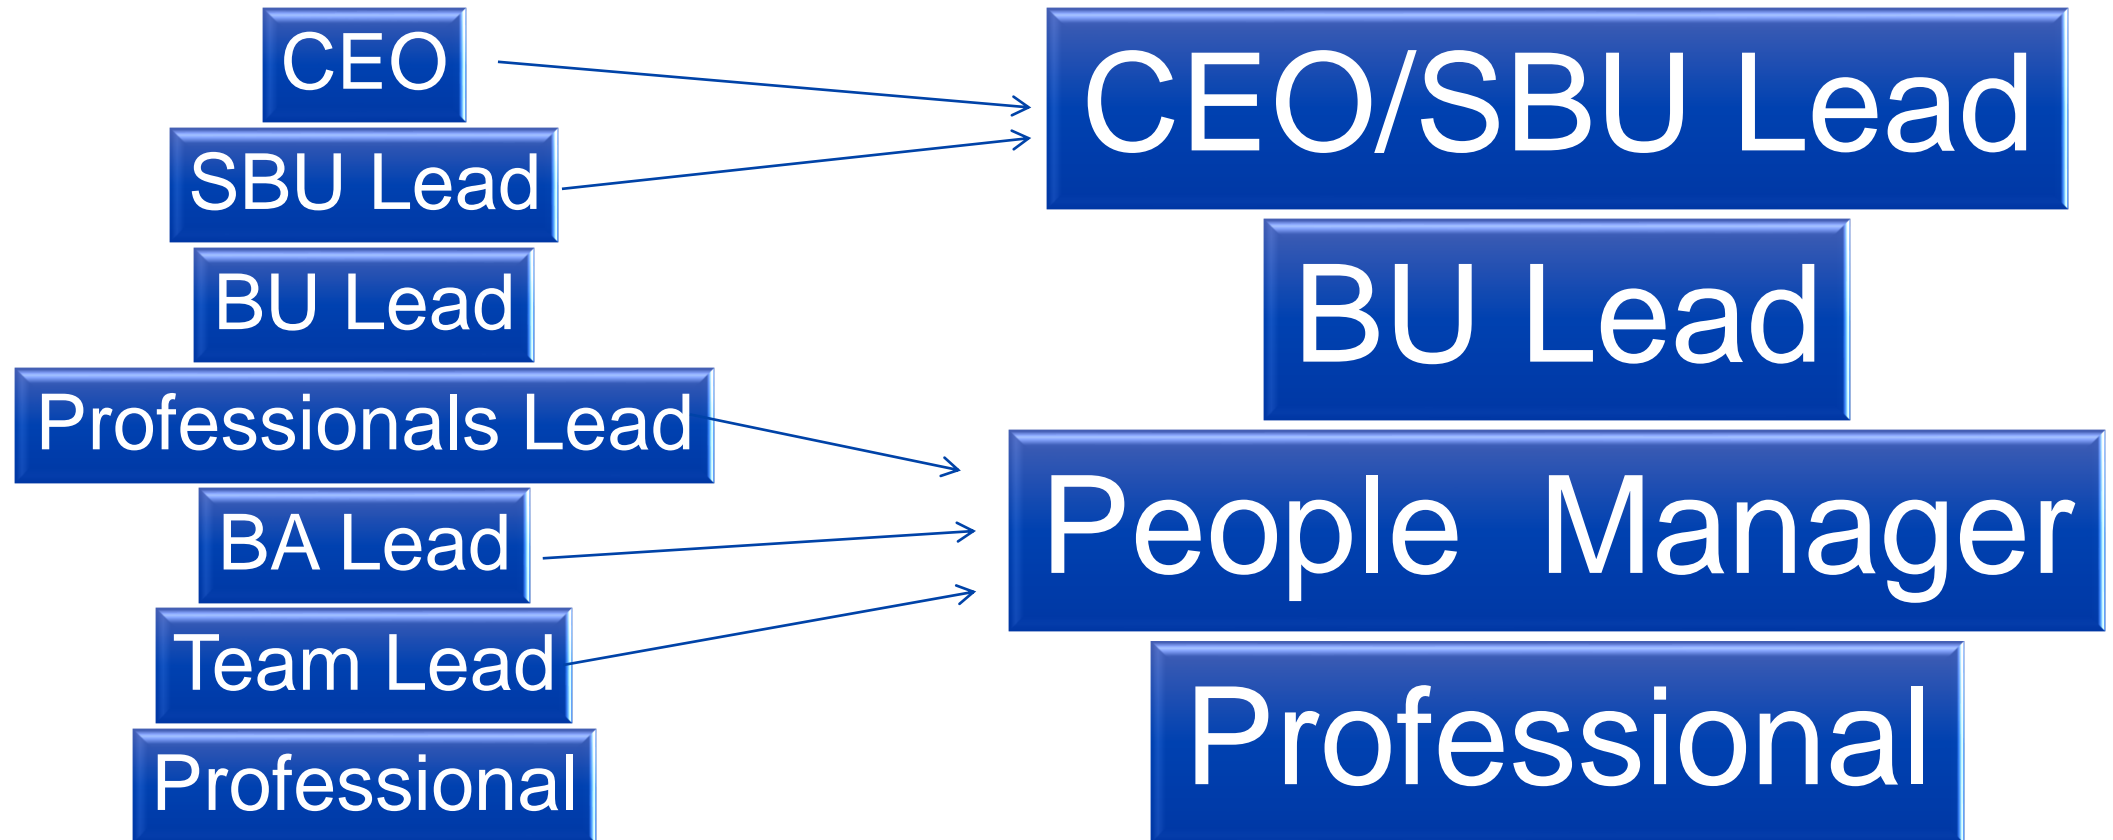 CEO
SBU Lead
BU Lead
Professionals Lead
BA Lead
Team Lead
Professional
CEO/SBU Lead
BU Lead
People Manager
Professional